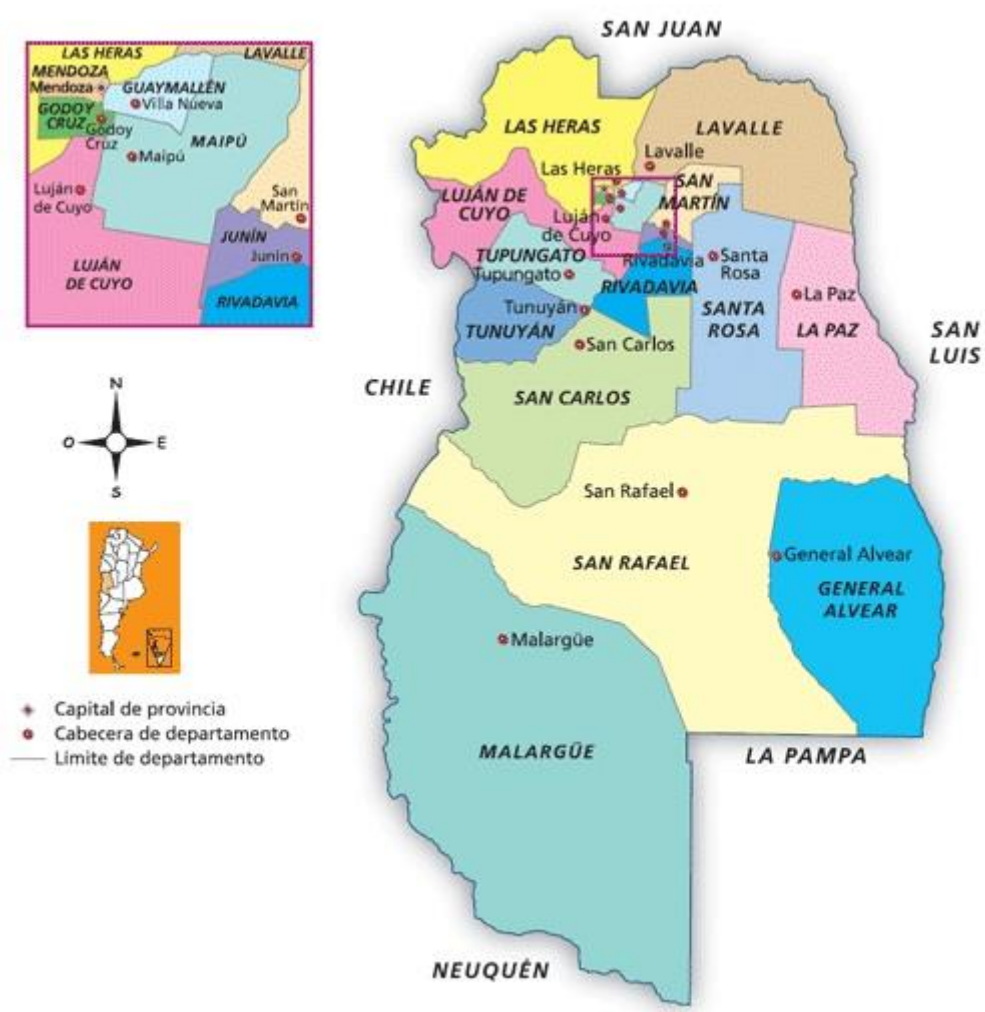 SAN JUAN
LAS HERAS
LAVALLE
MENDOZA
Mendoza
GUAYMALLÉN
Villa Nueva
GODOY
CRUZ
Godoy
Cruz
MAIPÚ
Maipú
Luján
de Cuyo
San
Martín
JUNÍN
Junín
LUJÁN
DE CUYO
RIVADAVIA
LAS HERAS
LAVALLE
Lavalle
Las Heras
SAN
MARTÍN
LUJÁN DE
CUYO
Luján
de Cuyo
TUPUNGATO
Tupungato
Rivadavia
RIVADAVIA
Santa
Rosa
SANTA
ROSA
La Paz
LA PAZ
Tunuyán
TUNUYÁN
San Carlos
SAN CARLOS
SAN
LUIS
CHILE
N
O
E
S
San Rafael
SAN RAFAEL
General Alvear
GENERAL
ALVEAR
Malargüe
MALARGÜE
Capital de provincia
Cabecera de departamento
Límite de departamento
LA PAMPA
NEUQUÉN